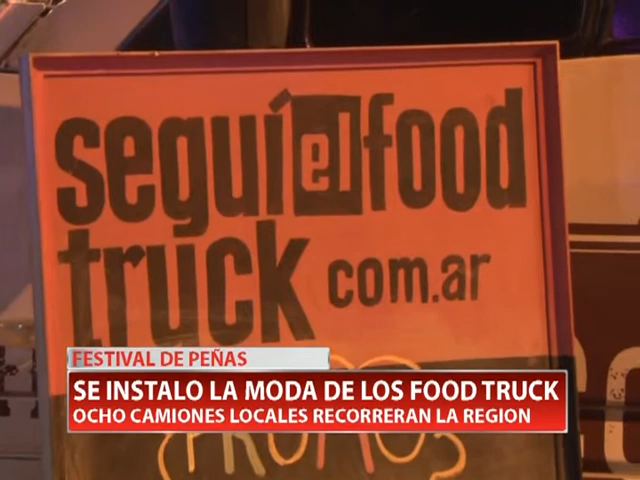 seguí el food
truck com.ar
FESTIVAL DE PEÑAS
SE INSTALO LA MODA DE LOS FOOD TRUCK
OCHO CAMIONES LOCALES RECORRERAN LA REGION